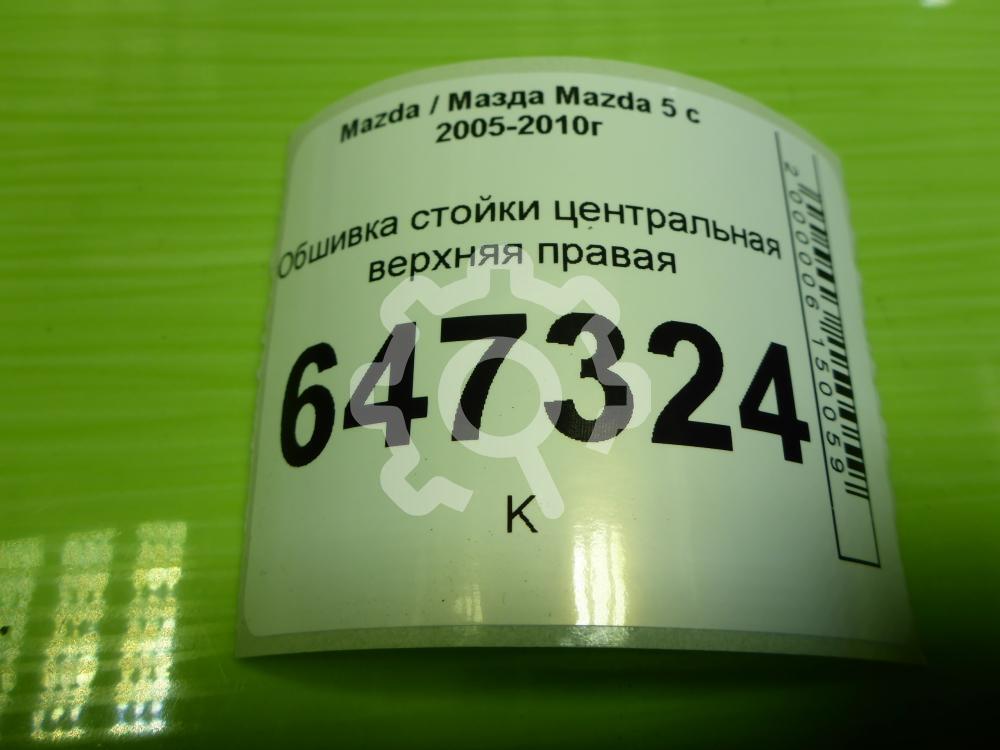 Mazda / Мазда Mazda 5 с
2005-2010г
Обшивка стойки центральная
верхняя правая
647324
К
2000006150059